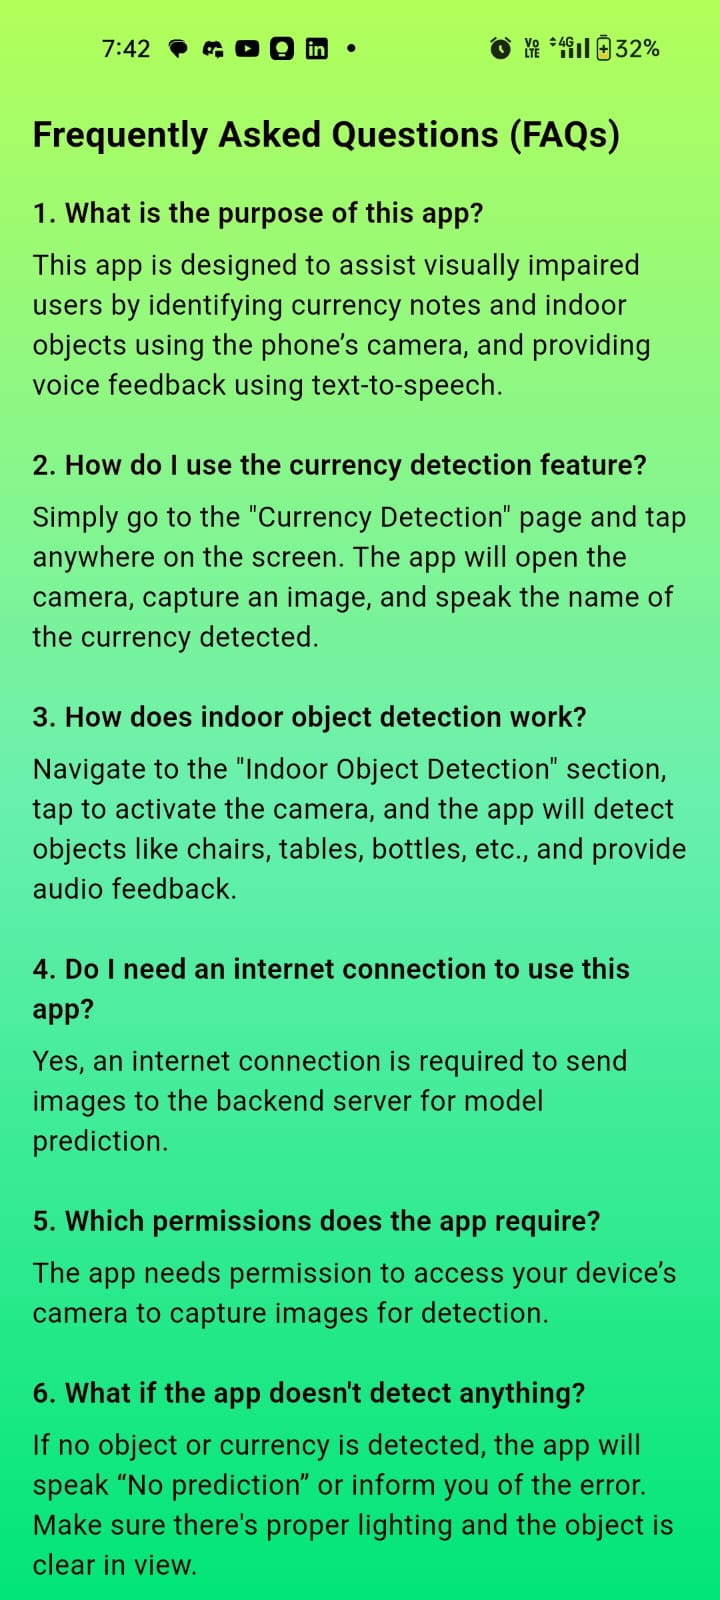 7:42
Vo LTE 4G 32%
Frequently Asked Questions (FAQs)
1. What is the purpose of this app?
This app is designed to assist visually impaired
users by identifying currency notes and indoor
objects using the phone’s camera, and providing
voice feedback using text-to-speech.
2. How do I use the currency detection feature?
Simply go to the "Currency Detection" page and tap
anywhere on the screen. The app will open the
camera, capture an image, and speak the name of
the currency detected.
3. How does indoor object detection work?
Navigate to the "Indoor Object Detection" section,
tap to activate the camera, and the app will detect
objects like chairs, tables, bottles, etc., and provide
audio feedback.
4. Do I need an internet connection to use this
app?
Yes, an internet connection is required to send
images to the backend server for model
prediction.
5. Which permissions does the app require?
The app needs permission to access your device’s
camera to capture images for detection.
6. What if the app doesn't detect anything?
If no object or currency is detected, the app will
speak “No prediction” or inform you of the error.
Make sure there's proper lighting and the object is
clear in view.